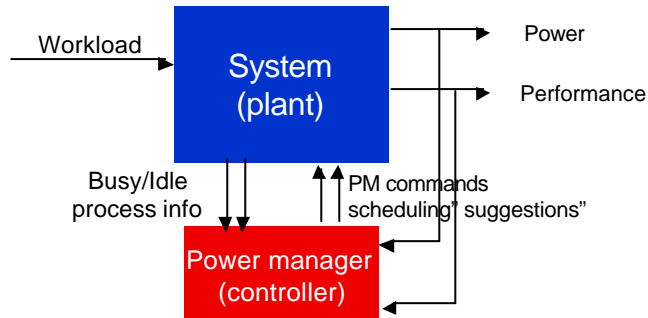 Workload
System
(plant)
Power
Performance
Busy/Idle
process info
PM commands
scheduling” suggestions”
Power manager
(controller)